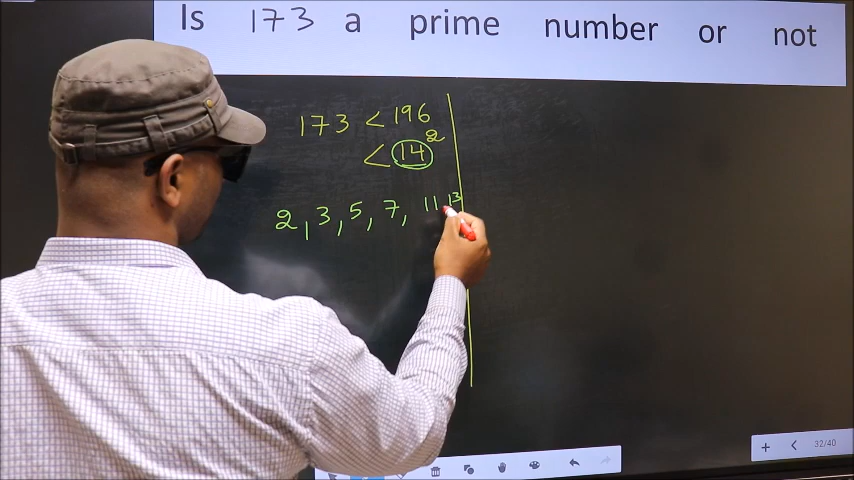 Is 173 a prime number or not
173 < 196
< 14²
2, 3, 5, 7, 11, 13
32/40